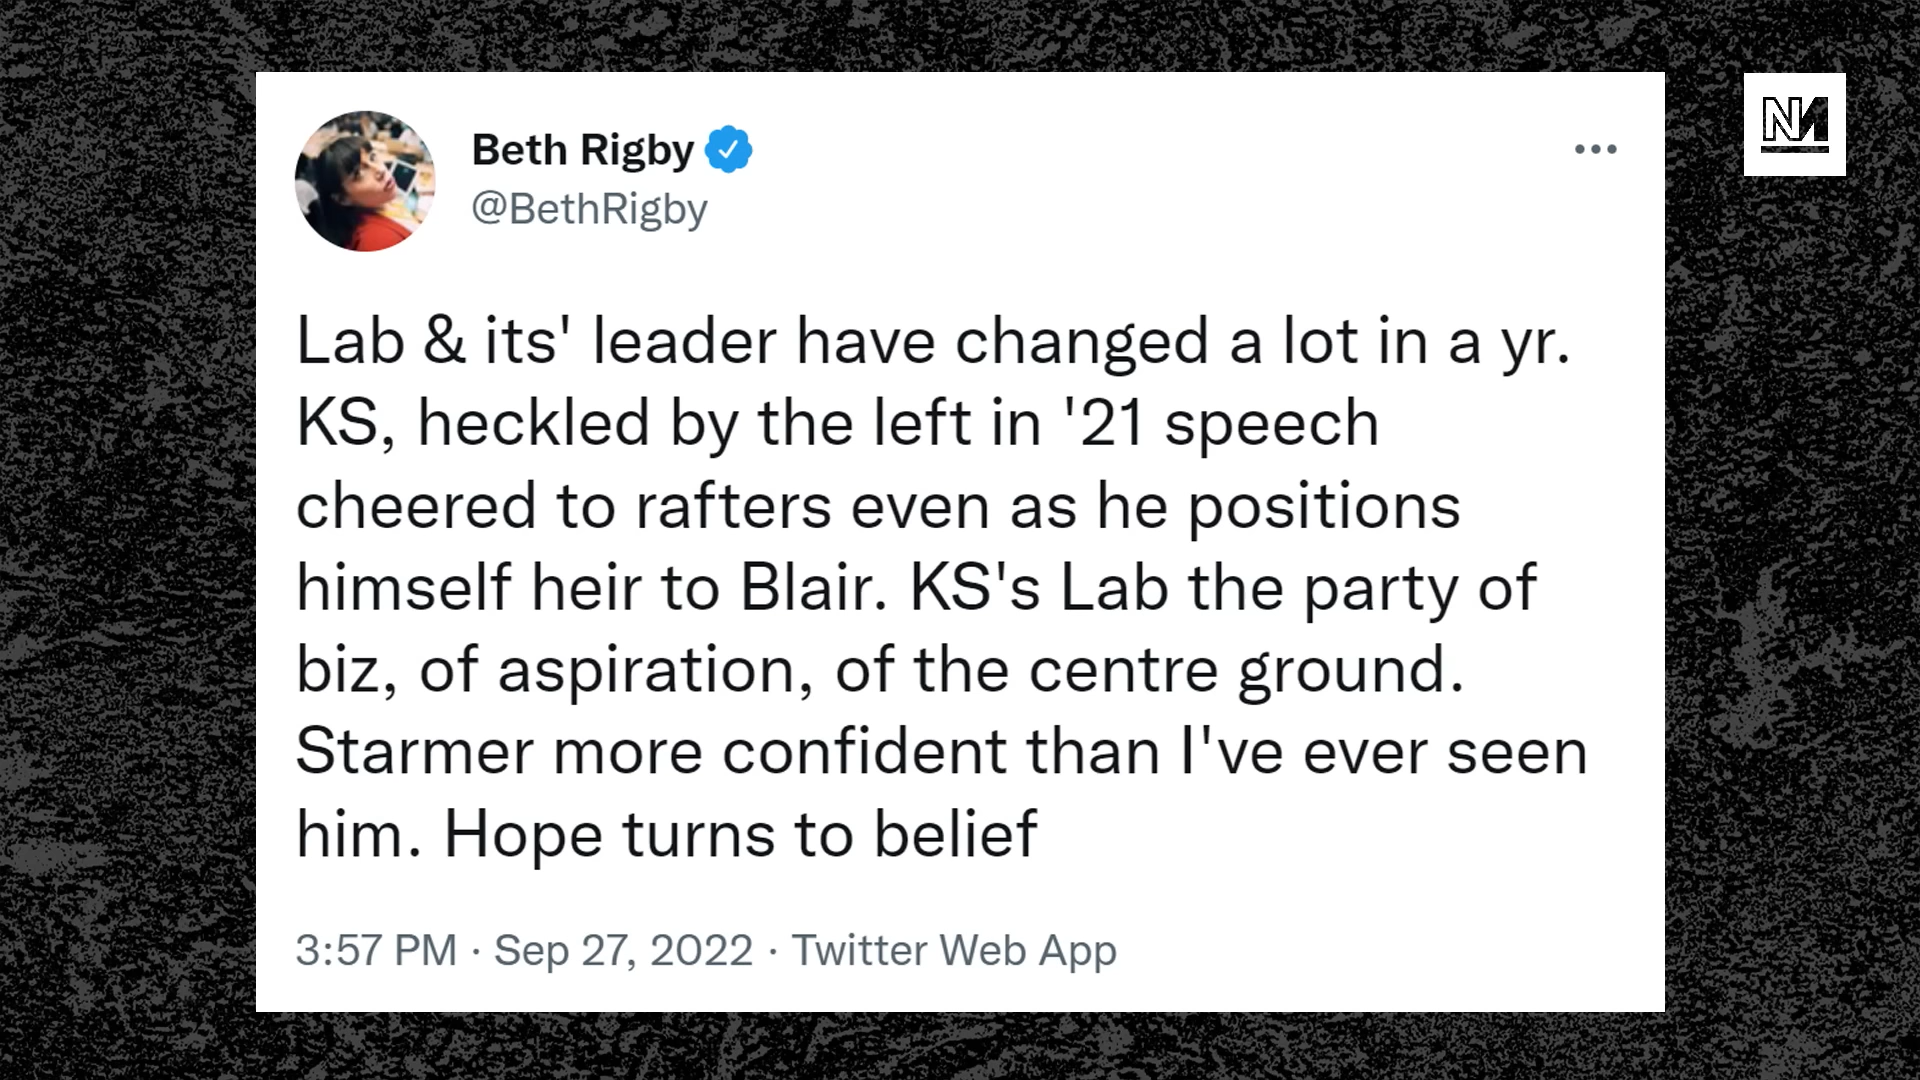 Beth Rigby
@BethRigby
NM
Lab & its' leader have changed a lot in a yr.
KS, heckled by the left in '21 speech
cheered to rafters even as he positions
himself heir to Blair. KS's Lab the party of
biz, of aspiration, of the centre ground.
Starmer more confident than I've ever seen
him. Hope turns to belief
3:57 PM · Sep 27, 2022 · Twitter Web App